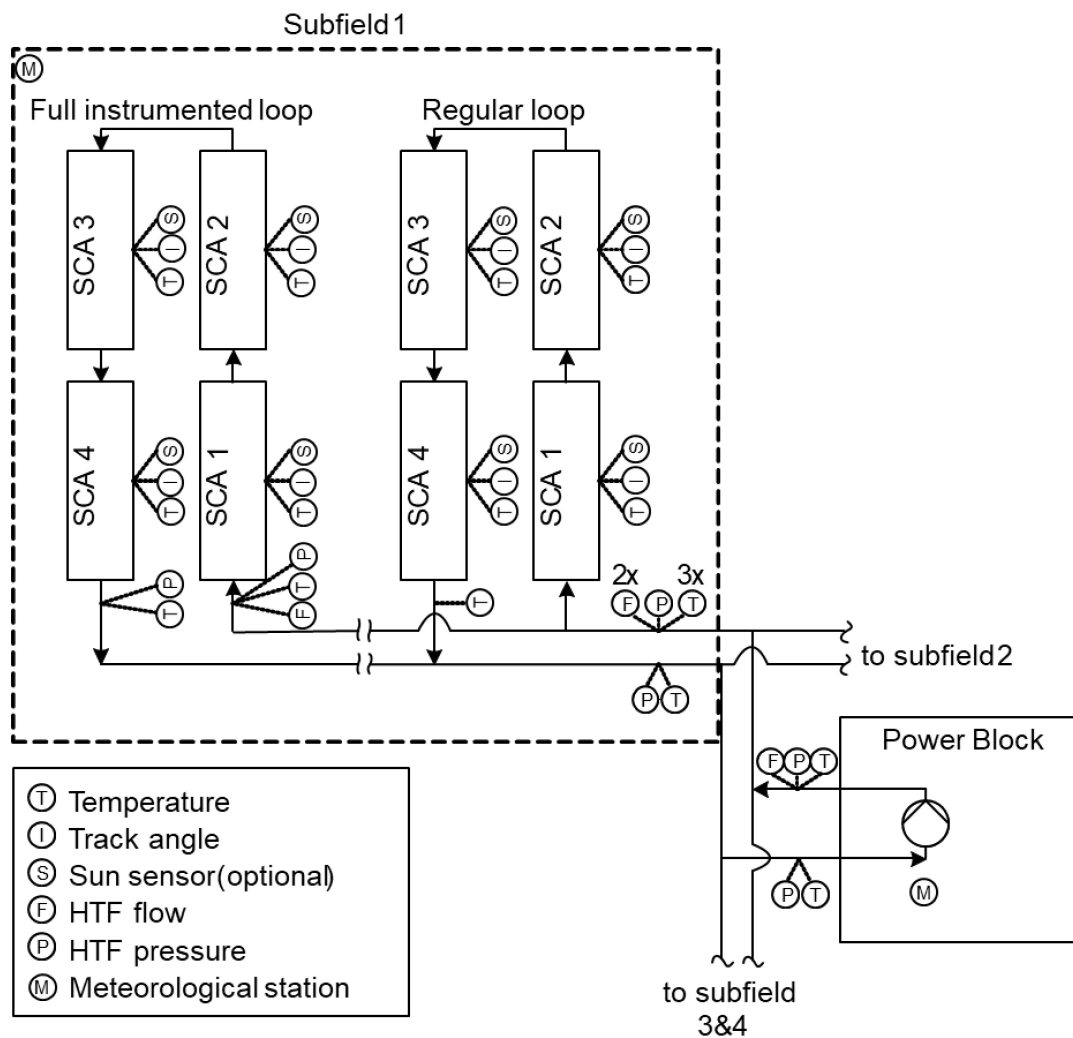 Subfield 1
M
Full instrumented loop
Regular loop
SCA 3
S
I
T
SCA 2
S
I
T
SCA 3
S
I
T
SCA 2
S
I
T
SCA 4
S
I
T
SCA 1
S
I
T
SCA 4
S
I
T
SCA 1
S
I
T
P
T
P
T
F
T
2x 3x
F P T
to subfield 2
P T
Power Block
F P T
P T
M
T Temperature
I Track angle
S Sun sensor(optional)
F HTF flow
P HTF pressure
M Meteorological station
to subfield
3&4